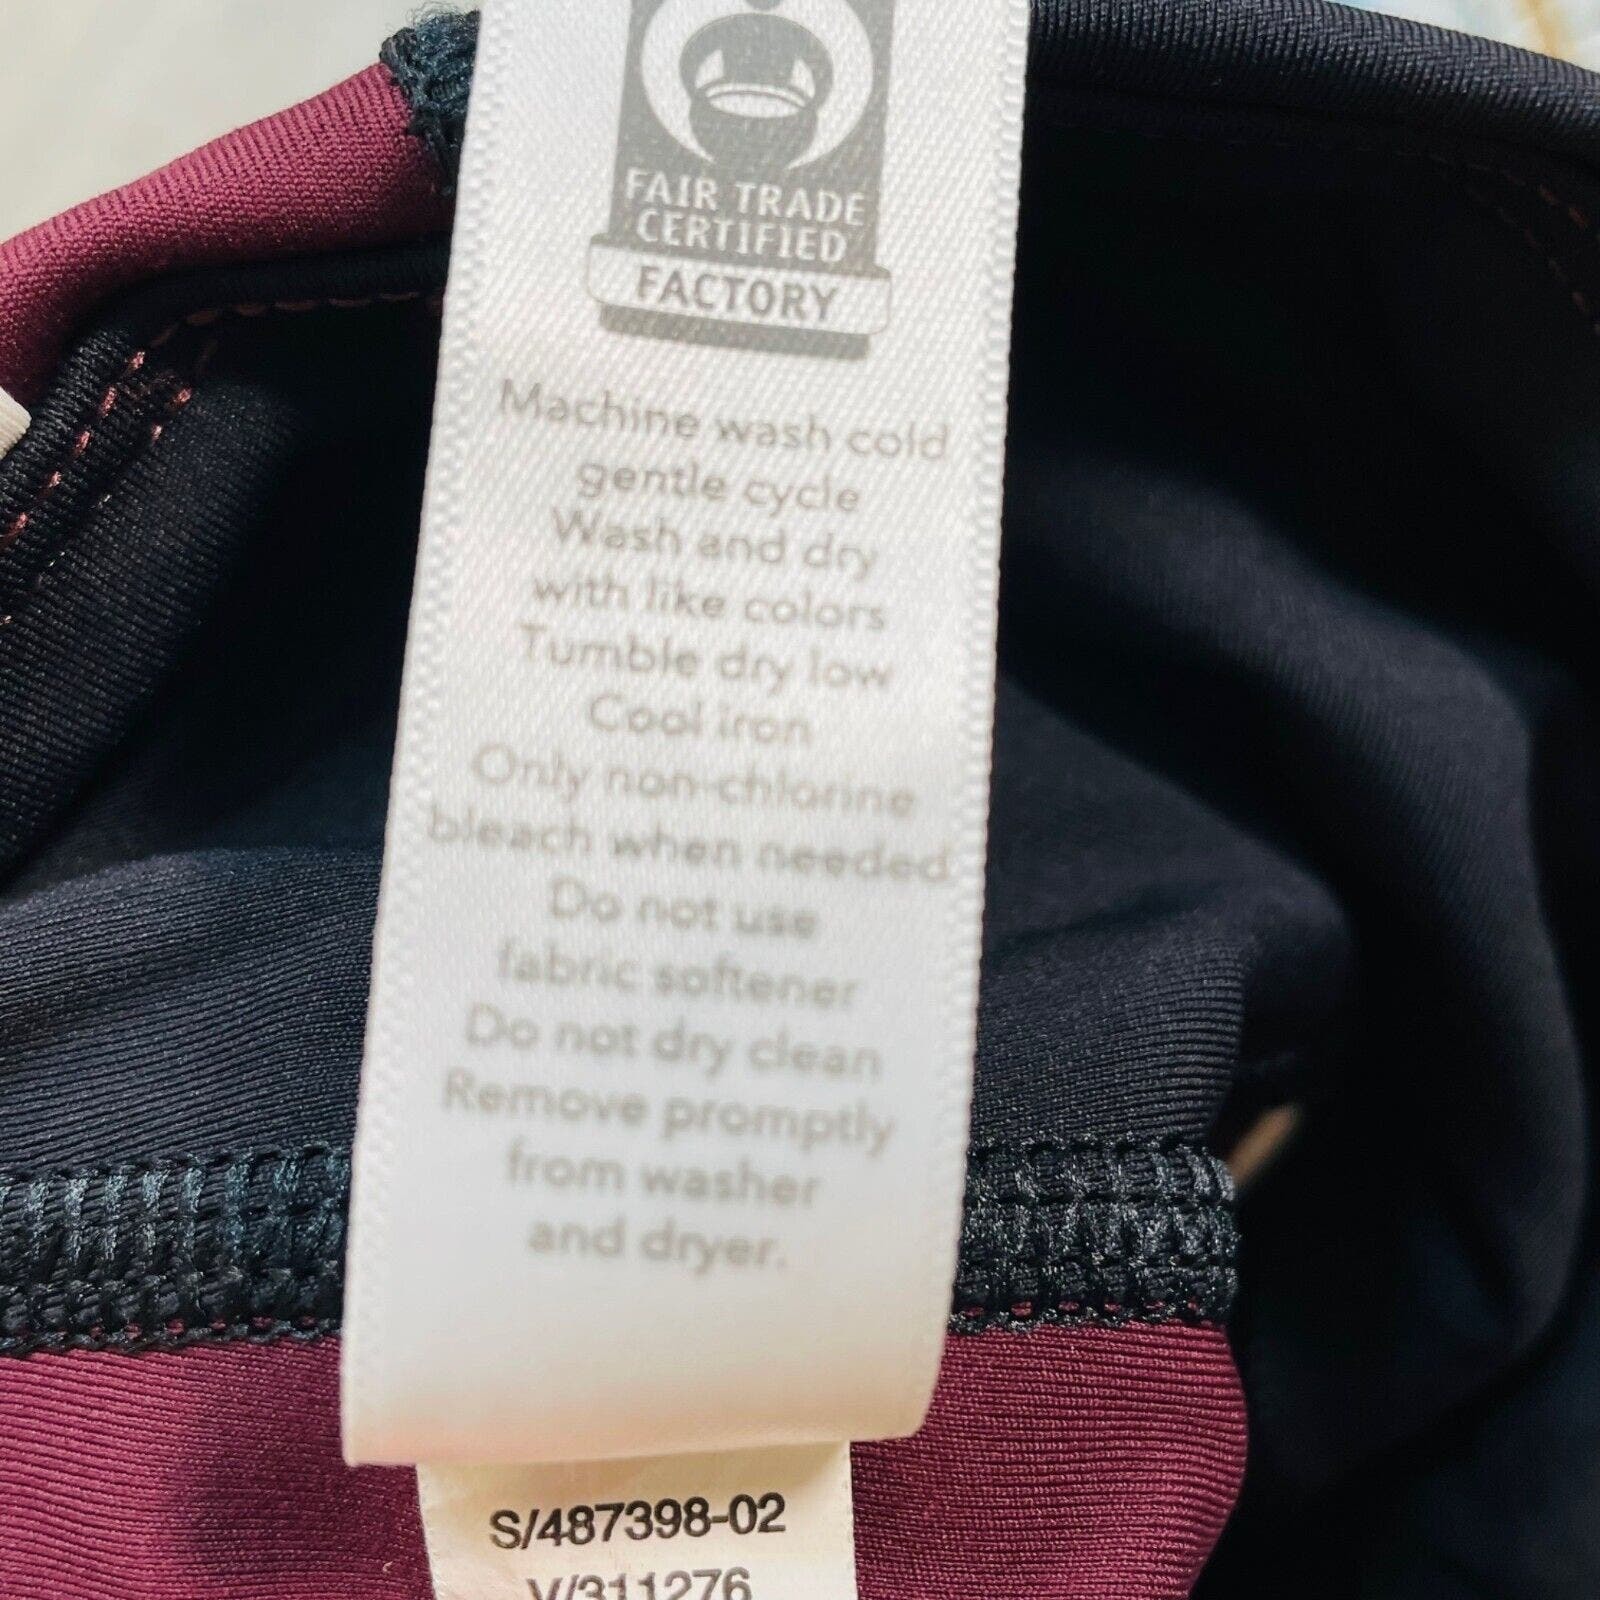 FAIR TRADE
CERTIFIED
FACTORY
Machine wash cold
gentle cycle
Wash and dry
with like colors
Tumble dry low
Cool iron
Only non-chlorine
bleach when needed
Do not use
fabric softener
Do not dry clean
Remove promptly
from washer
and dryer.
S/487398-02
V/311276